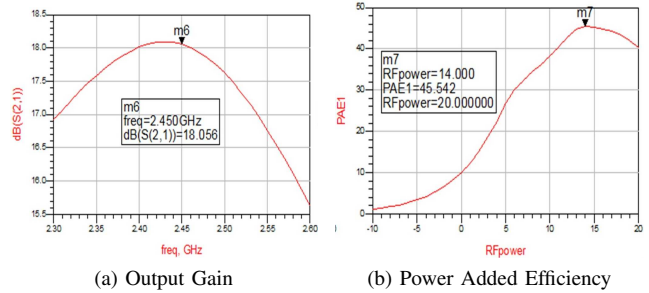 m6
18.5
18.0
17.5
17.0
16.5
16.0
15.5
dB(S(2,1))
m6
freq=2.450GHz
dB(S(2,1))=18.056
2.30 2.35 2.40 2.45 2.50 2.55 2.60
freq, GHz
(a) Output Gain
m7
50
40
30
20
10
0
PAE1
m7
RFpower=14.000
PAE1=45.542
RFpower=20.000000
-10 -5 0 5 10 15 20
RFpower
(b) Power Added Efficiency